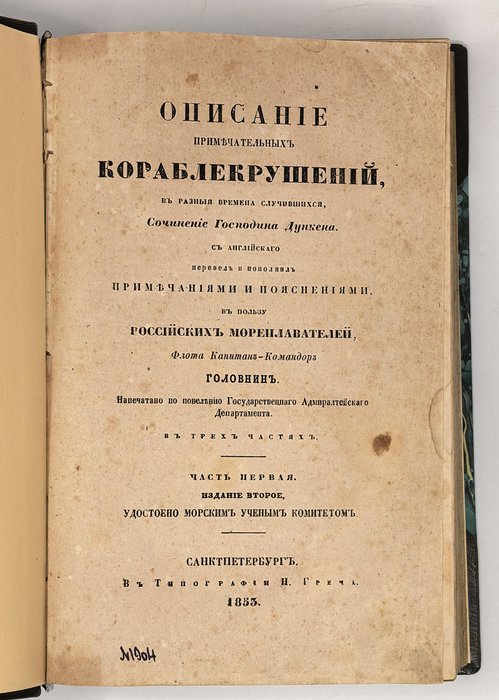 ОПИСАНІЕ
ПРИМѢЧАТЕЛЬНЫХЪ
КОРАБЛЕКРУШЕНІЙ,
ВЪ РАЗНЫЯ ВРЕМЕНА СЛУЧИВШИХСЯ,
Сочиненіе Господина Дункена.
СЪ АНГЛІЙСКАГО
перевелъ и пополнилъ
ПРИМѢЧАНІЯМИ И ПОЯСНЕНІЯМИ,
ВЪ ПОЛЬЗУ
РОССІЙСКИХЪ МОРЕПЛАВАТЕЛЕЙ,
Флота Капитанъ-Командоръ
ГОЛОВНИНЪ.
Напечатано по повелѣнію Государственнаго Адмиралтейскаго
Департамента.
ВЪ ТРЕХЪ ЧАСТЯХЪ.
ЧАСТЬ ПЕРВАЯ.
ИЗДАНІЕ ВТОРОЕ,
УДОСТОЕНО МОРСКИМЪ УЧЕНЫМЪ КОМИТЕТОМЪ.
САНКТПЕТЕРБУРГЪ.
Въ Типографіи Н. Греча.
1853.